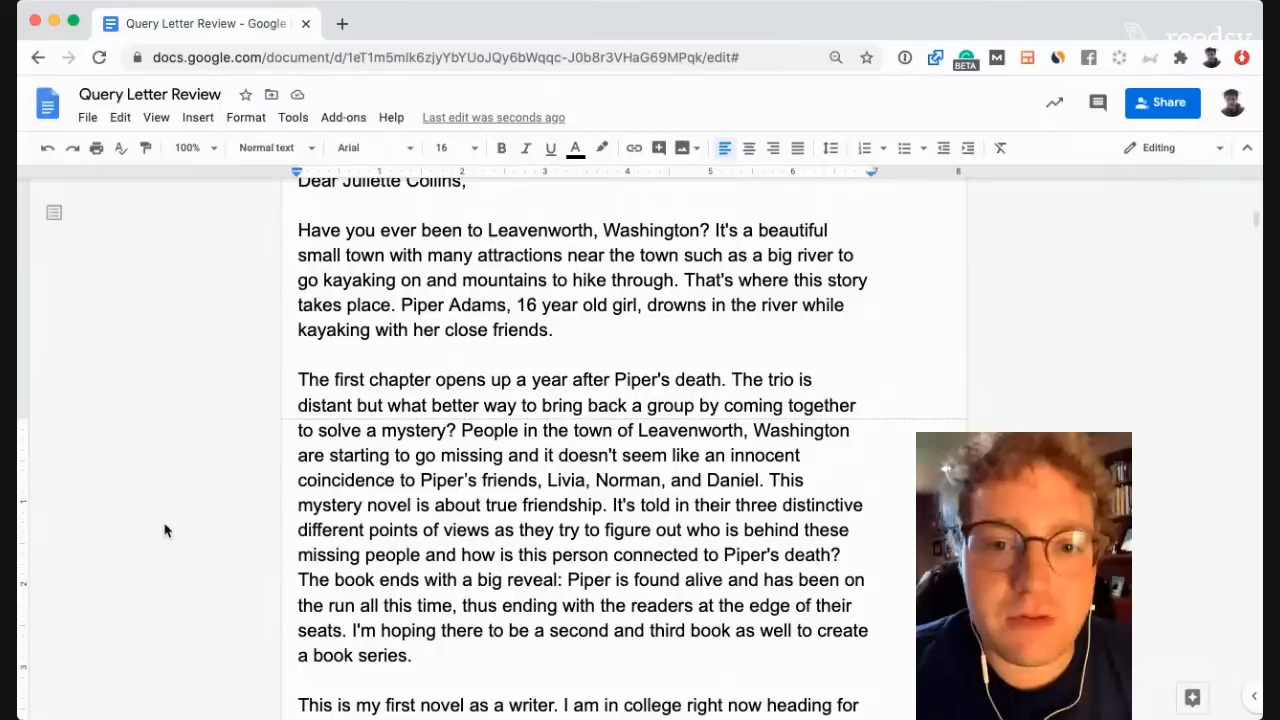 Query Letter Review - Google
reedsy
docs.google.com/document/d/1eT1m5mlk6zjyYbYUoJQy6bWqqc-J0b8r3VHaG69MPqk/edit#
BETA
Query Letter Review
Share
File Edit View Insert Format Tools Add-ons Help Last edit was seconds ago
100% Normal text Arial 16 B I U A Editing
1 2 3 4 5 6 7 8
Dear Juliette Collins,
Have you ever been to Leavenworth, Washington? It's a beautiful
small town with many attractions near the town such as a big river to
go kayaking on and mountains to hike through. That's where this story
takes place. Piper Adams, 16 year old girl, drowns in the river while
kayaking with her close friends.
The first chapter opens up a year after Piper's death. The trio is
distant but what better way to bring back a group by coming together
to solve a mystery? People in the town of Leavenworth, Washington
are starting to go missing and it doesn't seem like an innocent
coincidence to Piper’s friends, Livia, Norman, and Daniel. This
mystery novel is about true friendship. It's told in their three distinctive
different points of views as they try to figure out who is behind these
missing people and how is this person connected to Piper's death?
The book ends with a big reveal: Piper is found alive and has been on
the run all this time, thus ending with the readers at the edge of their
seats. I'm hoping there to be a second and third book as well to create
a book series.
This is my first novel as a writer. I am in college right now heading for